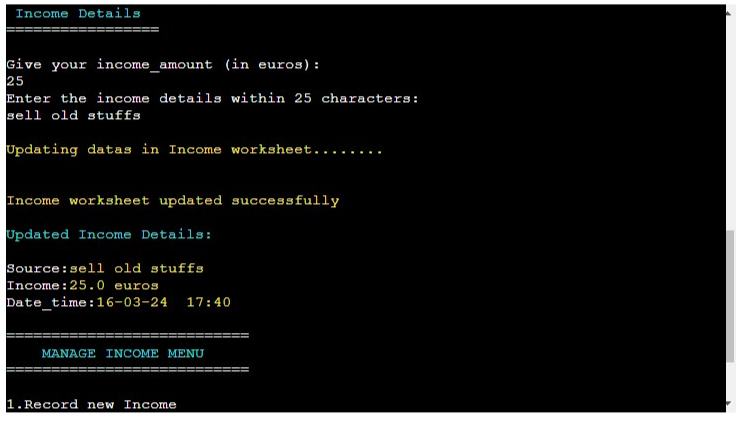 Income Details
=================
Give your income_amount (in euros):
25
Enter the income details within 25 characters:
sell old stuffs
Updating datas in Income worksheet........
Income worksheet updated successfully
Updated Income Details:
Source:sell old stuffs
Income:25.0 euros
Date_time:16-03-24  17:40
===========================
MANAGE INCOME MENU
===========================
1.Record new Income